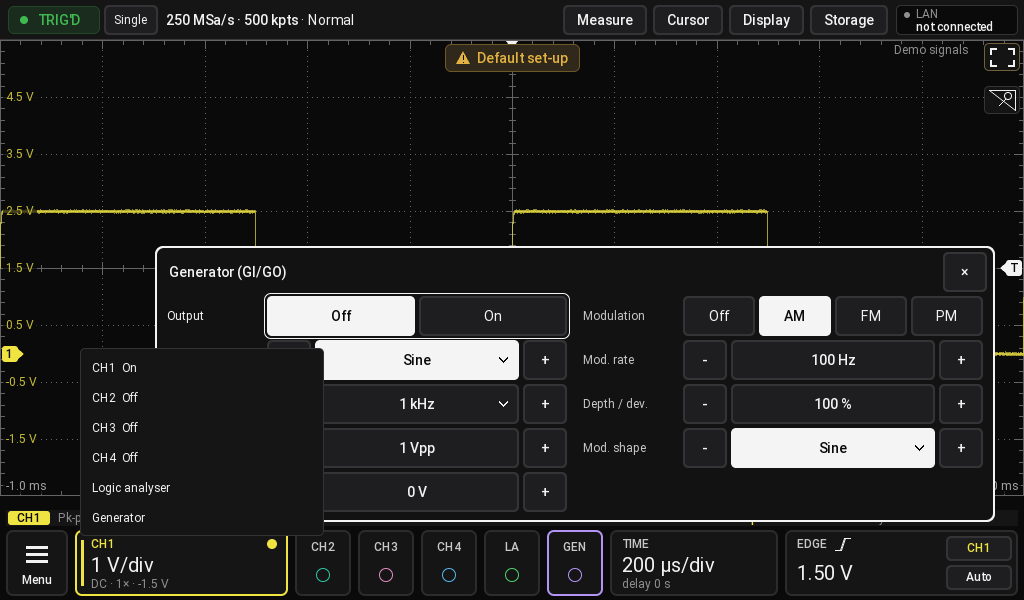 TRIG'D
Single
250 MSa/s · 500 kpts · Normal
Measure
Cursor
Display
Storage
LAN
not connected
Default set-up
Demo signals
4.5 V
3.5 V
2.5 V
1.5 V
0.5 V
-0.5 V
-1.5 V
-1.0 ms
1
T
Generator (GI/GO)
×
Output
Off
On
Modulation
Off
AM
FM
PM
Sine
+
Mod. rate
-
100 Hz
+
1 kHz
+
Depth / dev.
-
100 %
+
1 Vpp
+
Mod. shape
-
Sine
+
0 V
+
CH1 On
CH2 Off
CH3 Off
CH4 Off
Logic analyser
Generator
CH1
Menu
CH1
1 V/div
DC · 1× · -1.5 V
CH2
CH3
CH4
LA
GEN
TIME
200 µs/div
delay 0 s
EDGE
1.50 V
CH1
Auto